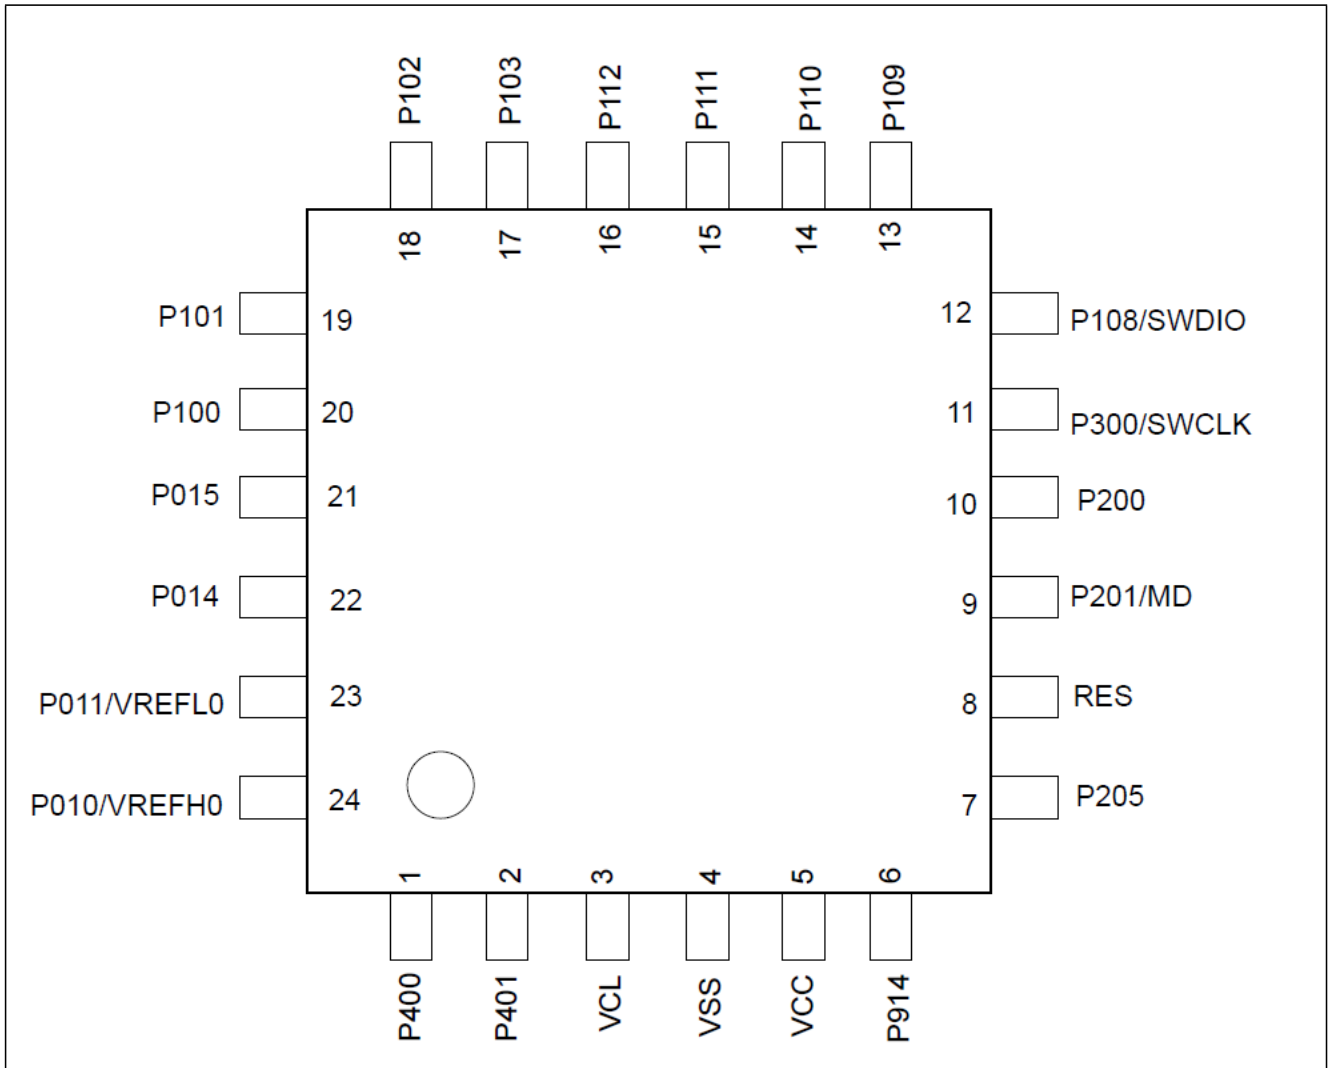 P102 P103 P112 P111 P110 P109
18 17 16 15 14 13
P101 19 12 P108/SWDIO
P100 20 11 P300/SWCLK
P015 21 10 P200
P014 22 9 P201/MD
P011/VREFL0 23 8 RES
P010/VREFH0 24 7 P205
1 2 3 4 5 6
P400 P401 VCL VSS VCC P914